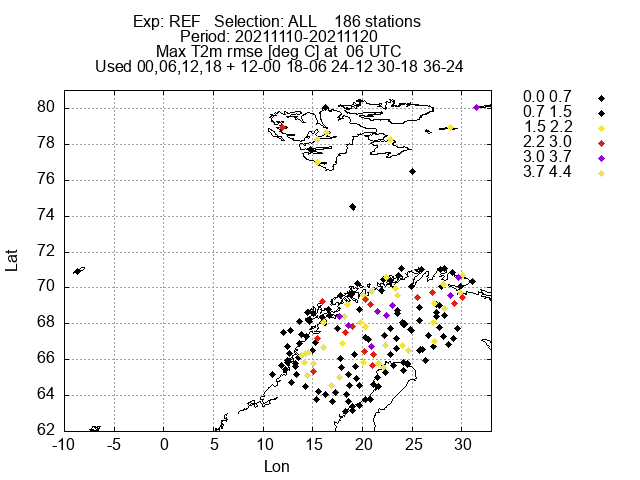 Exp: REF   Selection: ALL    186 stations
Period: 20211110-20211120
Max T2m rmse [deg C] at  06 UTC
Used 00,06,12,18 + 12-00 18-06 24-12 30-18 36-24
0.0 0.7
0.7 1.5
1.5 2.2
2.2 3.0
3.0 3.7
3.7 4.4
80
78
76
74
72
70
68
66
64
62
Lat
-10 -5 0 5 10 15 20 25 30
Lon